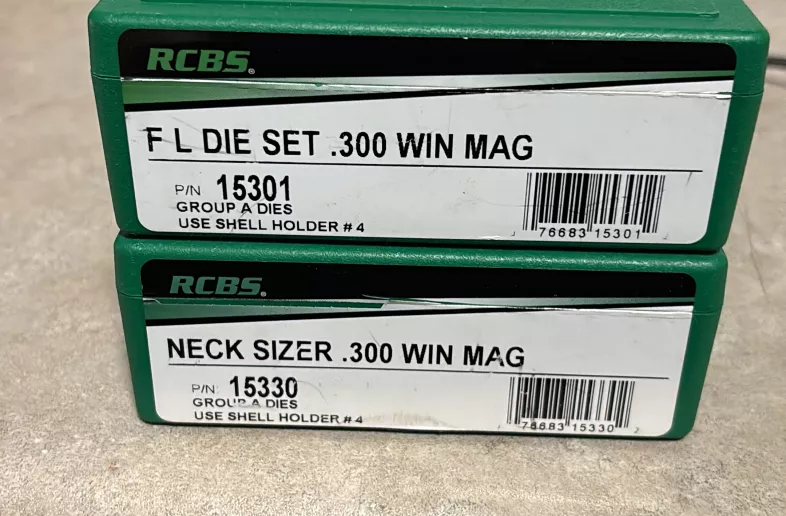 RCBS®
F L DIE SET .300 WIN MAG
P/N 15301
GROUP A DIES
USE SHELL HOLDER #4
76683 15301
RCBS®
NECK SIZER .300 WIN MAG
P/N 15330
GROUP A DIES
USE SHELL HOLDER #4
76683 15330 2